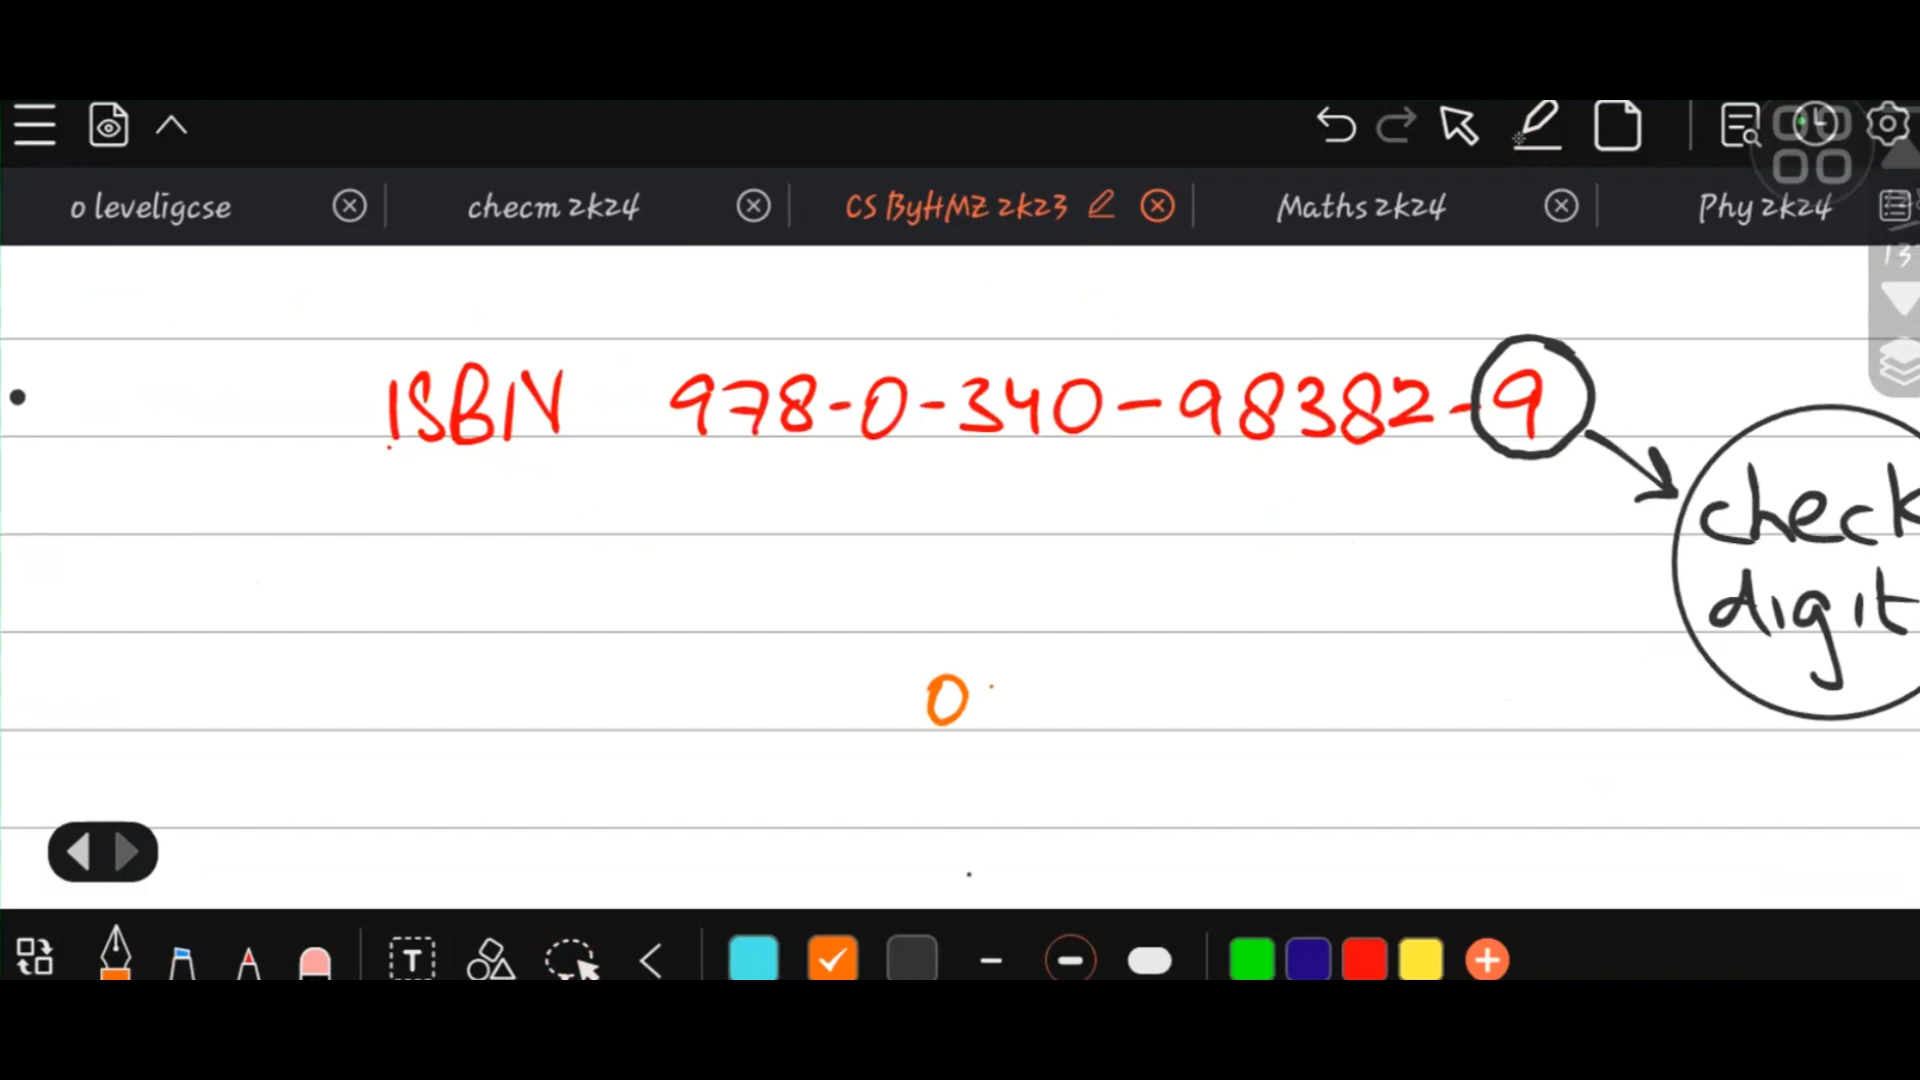 o leveligcse checm 2k24 CS ByHMZ 2k23 Maths 2k24 Phy 2k24
13
ISBN 978-0-340-98382-9
check
digit
0
T